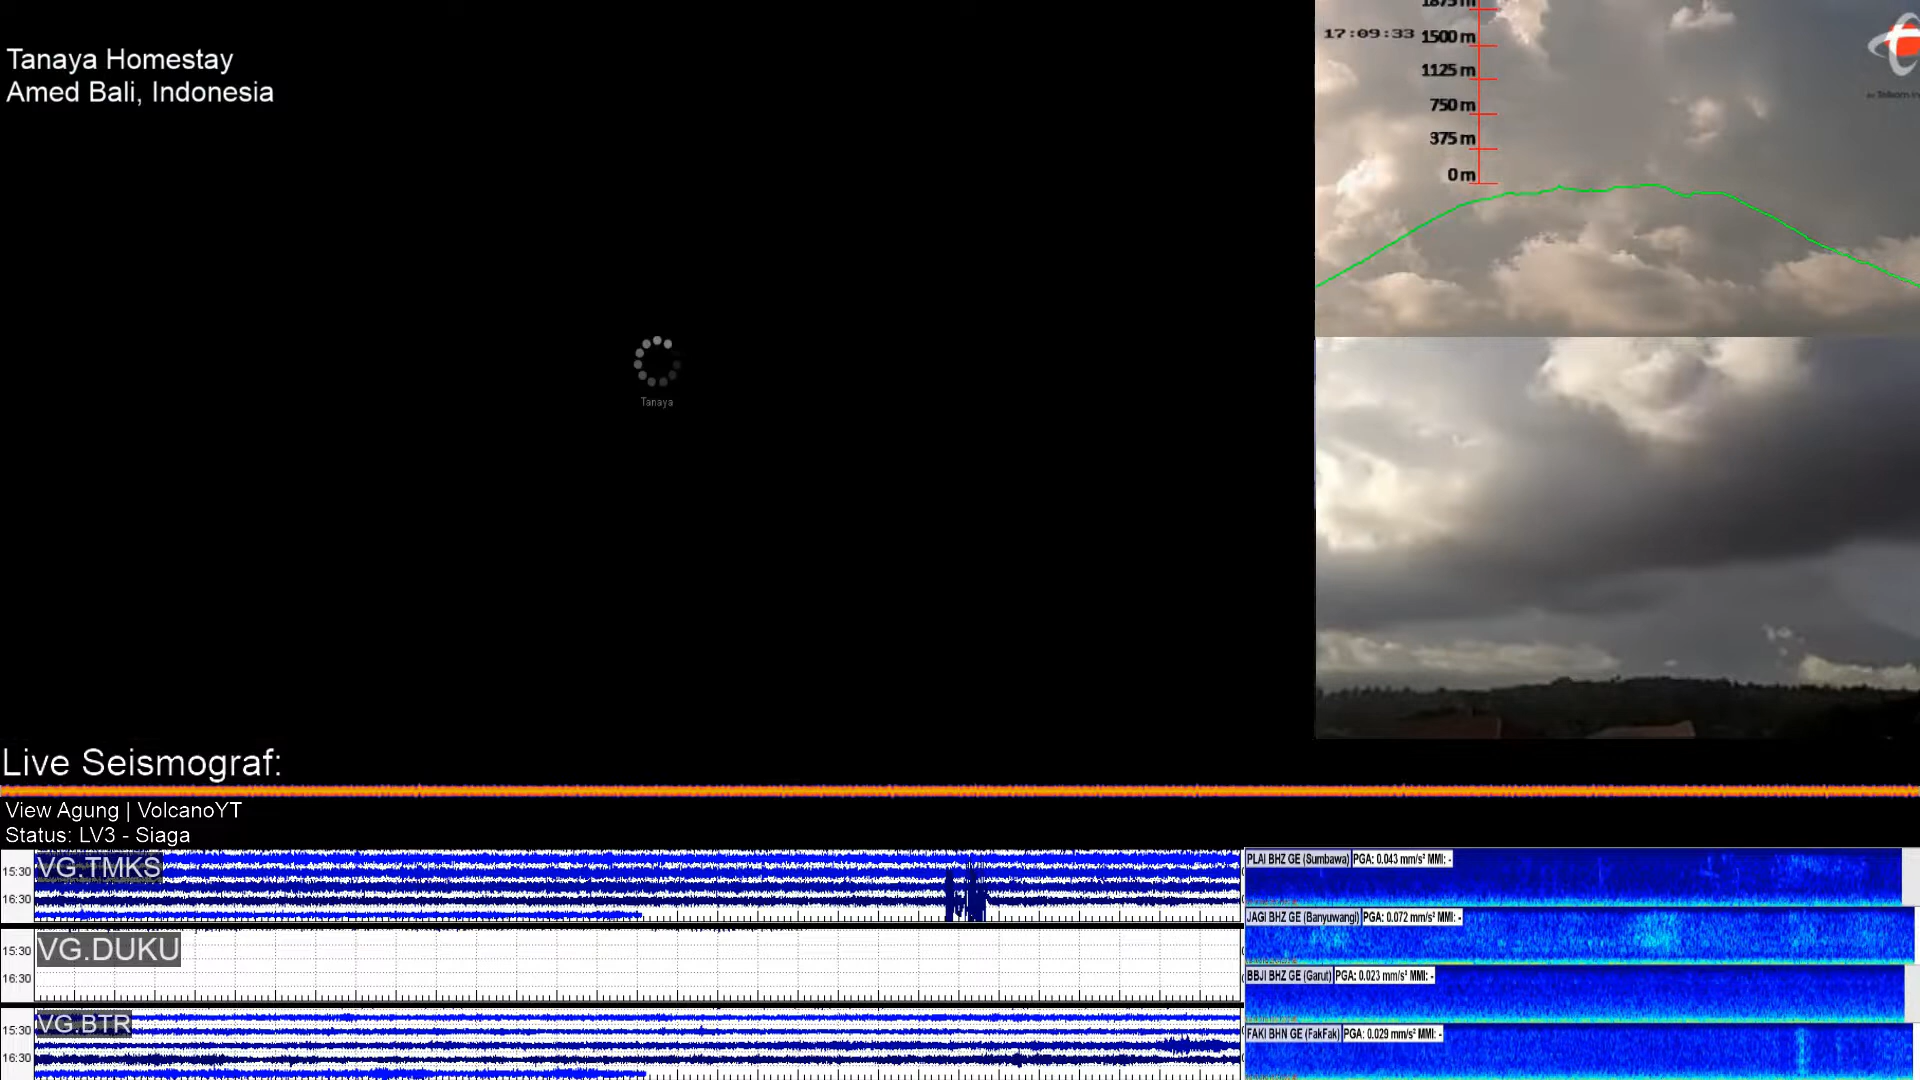 Tanaya Homestay
Amed Bali, Indonesia
Tanaya
17:09:33
1875 m
1500 m
1125 m
750 m
375 m
0 m
Live Seismograf:
View Agung | VolcanoYT
Status: LV3 - Siaga
VG.TMKS
15:30
16:30
VG.DUKU
15:30
16:30
VG.BTR
15:30
16:30
PLAI BHZ GE (Sumbawa) PGA: 0.043 mm/s² MMI: -
JAGI BHZ GE (Banyuwangi) PGA: 0.072 mm/s² MMI: -
BBJI BHZ GE (Garut) PGA: 0.023 mm/s² MMI: -
FAKI BHN GE (FakFak) PGA: 0.029 mm/s² MMI: -